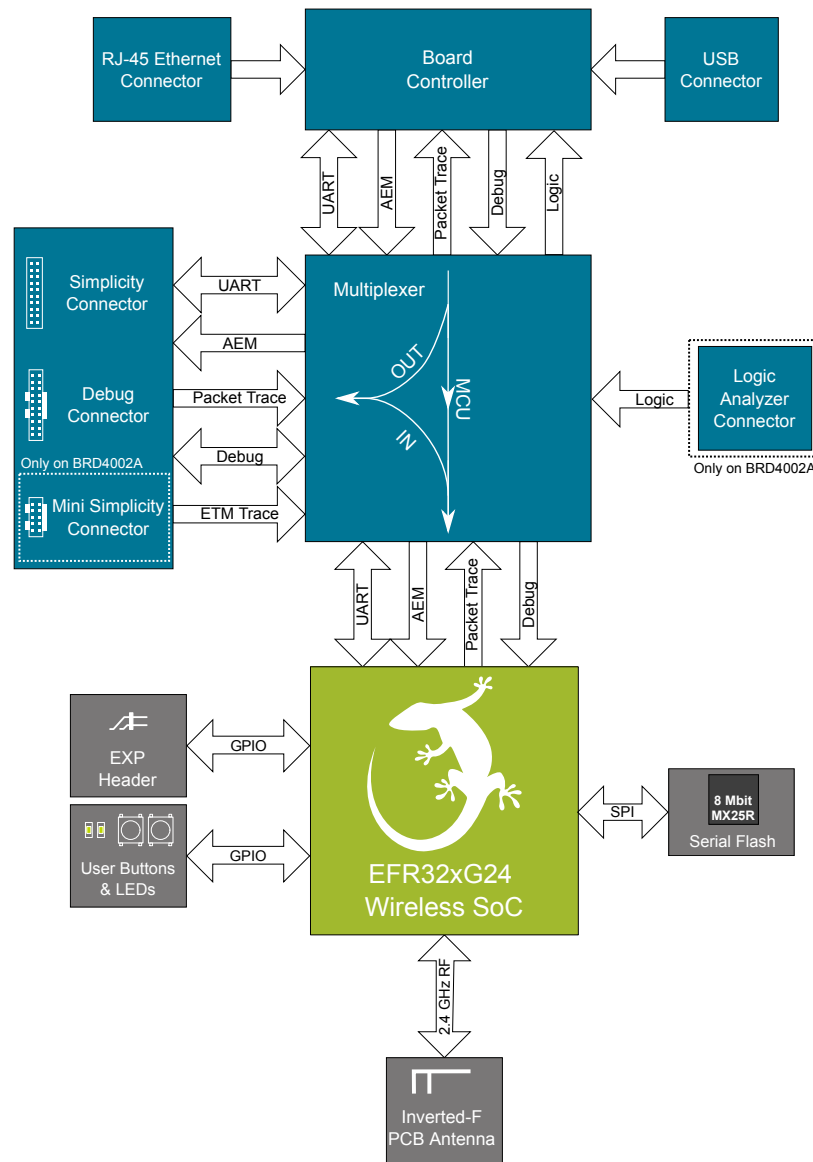 RJ-45 Ethernet
Connector
Board
Controller
USB
Connector
UART
AEM
Packet Trace
Debug
Logic
Simplicity
Connector
Debug
Connector
Only on BRD4002A
Mini Simplicity
Connector
UART
AEM
Packet Trace
Debug
ETM Trace
Multiplexer
OUT
MCU
IN
Logic
Logic
Analyzer
Connector
Only on BRD4002A
UART
AEM
Packet Trace
Debug
EXP
Header
GPIO
User Buttons
& LEDs
GPIO
EFR32xG24
Wireless SoC
SPI
8 Mbit
MX25R
Serial Flash
2.4 GHz RF
Inverted-F
PCB Antenna